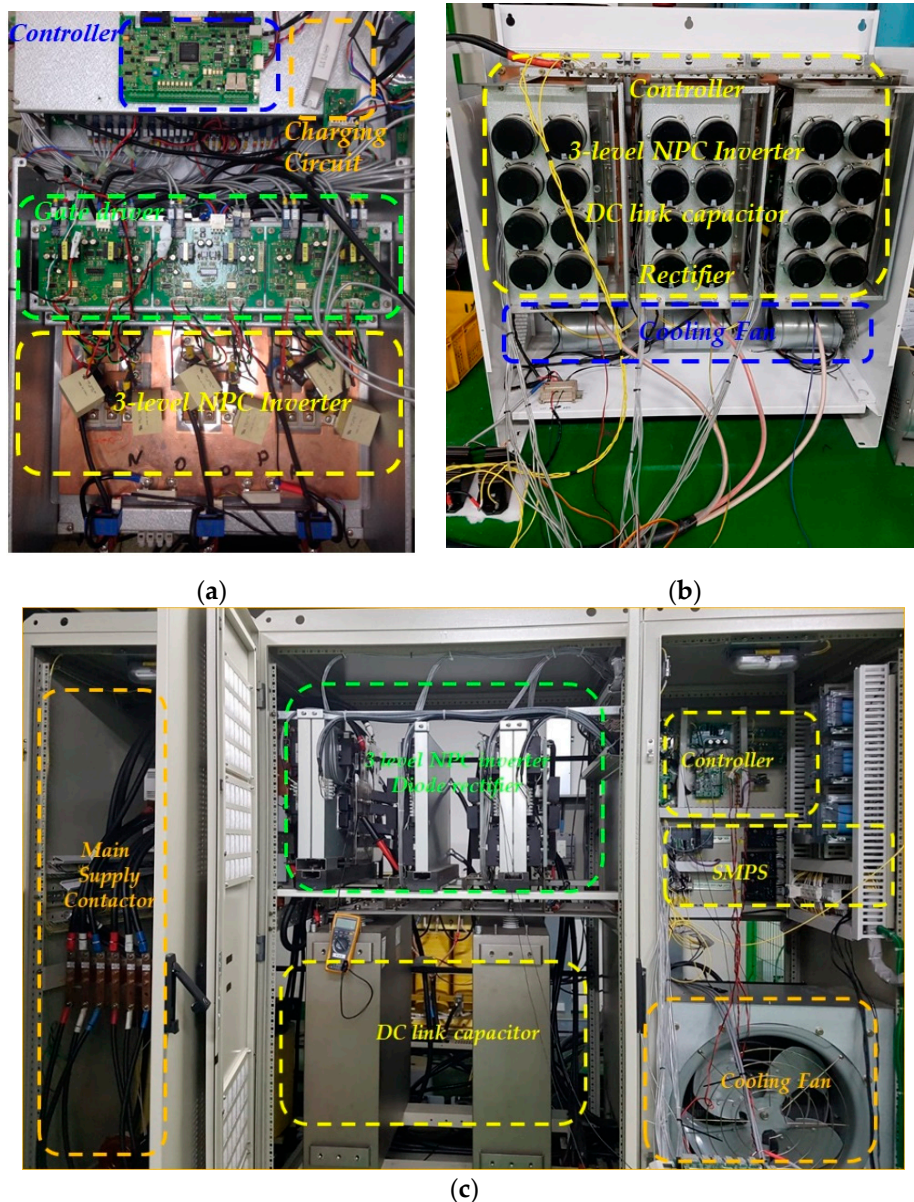 Controller
Charging
Circuit
Gate driver
3-level NPC Inverter
N O O P
(a)
Controller
3-level NPC Inverter
DC link capacitor
Rectifier
Cooling Fan
(b)
Main
Supply
Contactor
3-level NPC inverter
Diode rectifier
DC link capacitor
Controller
SMPS
Cooling Fan
(c)